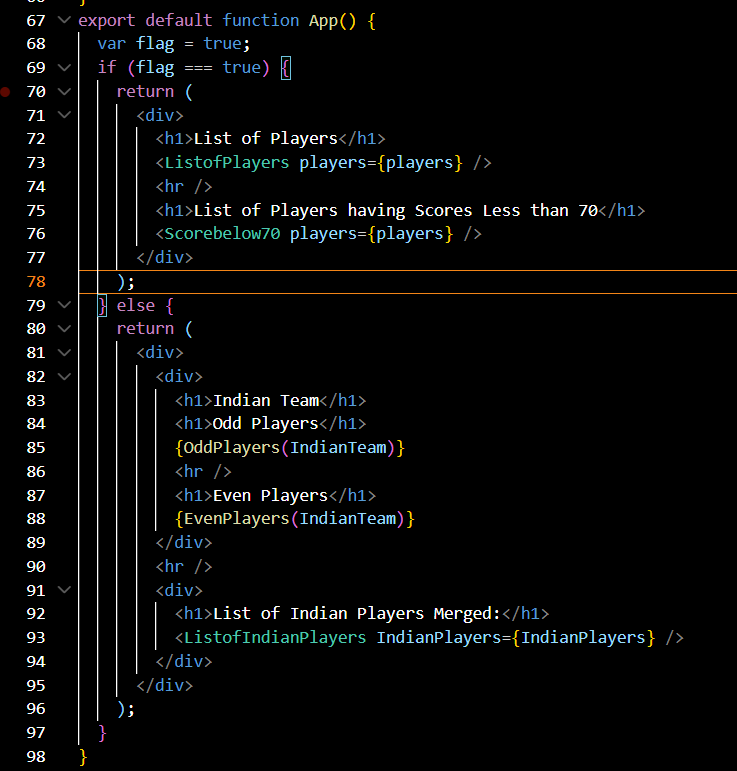 67 export default function App() {
68   var flag = true;
69   if (flag === true) {
70     return (
71       <div>
72         <h1>List of Players</h1>
73         <ListofPlayers players={players} />
74         <hr />
75         <h1>List of Players having Scores Less than 70</h1>
76         <Scorebelow70 players={players} />
77       </div>
78     );
79   } else {
80     return (
81       <div>
82         <div>
83           <h1>Indian Team</h1>
84           <h1>Odd Players</h1>
85           {OddPlayers(IndianTeam)}
86           <hr />
87           <h1>Even Players</h1>
88           {EvenPlayers(IndianTeam)}
89         </div>
90         <hr />
91         <div>
92           <h1>List of Indian Players Merged:</h1>
93           <ListofIndianPlayers IndianPlayers={IndianPlayers} />
94         </div>
95       </div>
96     );
97   }
98 }